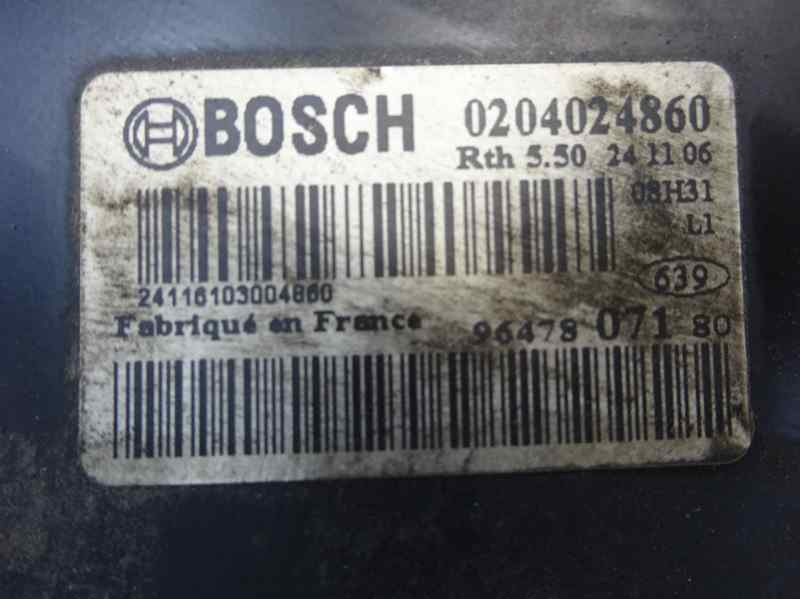 BOSCH 0204024860
Rth 5.50 24 11 06
08H31
L1
24116103004860
639
Fabriqué en France 96478 071 80